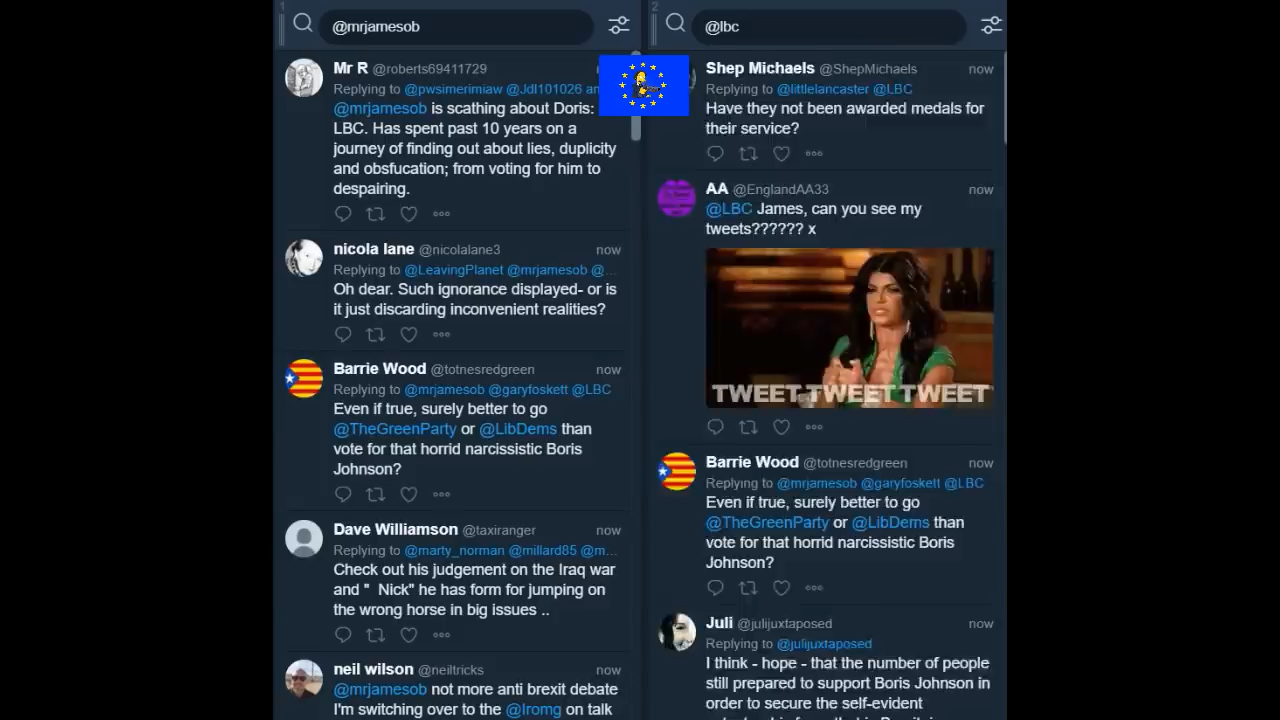 1
@mrjamesob
Mr R @roberts69411729
Replying to @pwsimerimiaw @Jdl101026 an
@mrjamesob is scathing about Doris:
LBC. Has spent past 10 years on a
journey of finding out about lies, duplicity
and obsfucation; from voting for him to
despairing.
nicola lane @nicolalane3 now
Replying to @LeavingPlanet @mrjamesob @...
Oh dear. Such ignorance displayed- or is
it just discarding inconvenient realities?
Barrie Wood @totnesredgreen now
Replying to @mrjamesob @garyfoskett @LBC
Even if true, surely better to go
@TheGreenParty or @LibDems than
vote for that horrid narcissistic Boris
Johnson?
Dave Williamson @taxiranger now
Replying to @marty_norman @millard85 @m...
Check out his judgement on the Iraq war
and " Nick" he has form for jumping on
the wrong horse in big issues ..
neil wilson @neiltricks now
@mrjamesob not more anti brexit debate
I'm switching over to the @Iromg on talk
2
@lbc
Shep Michaels @ShepMichaels now
Replying to @littlelancaster @LBC
Have they not been awarded medals for
their service?
AA @EnglandAA33 now
@LBC James, can you see my
tweets?????? x
TWEET TWEET TWEET
Barrie Wood @totnesredgreen now
Replying to @mrjamesob @garyfoskett @LBC
Even if true, surely better to go
@TheGreenParty or @LibDems than
vote for that horrid narcissistic Boris
Johnson?
Juli @julijuxtaposed now
Replying to @julijuxtaposed
I think - hope - that the number of people
still prepared to support Boris Johnson in
order to secure the self-evident